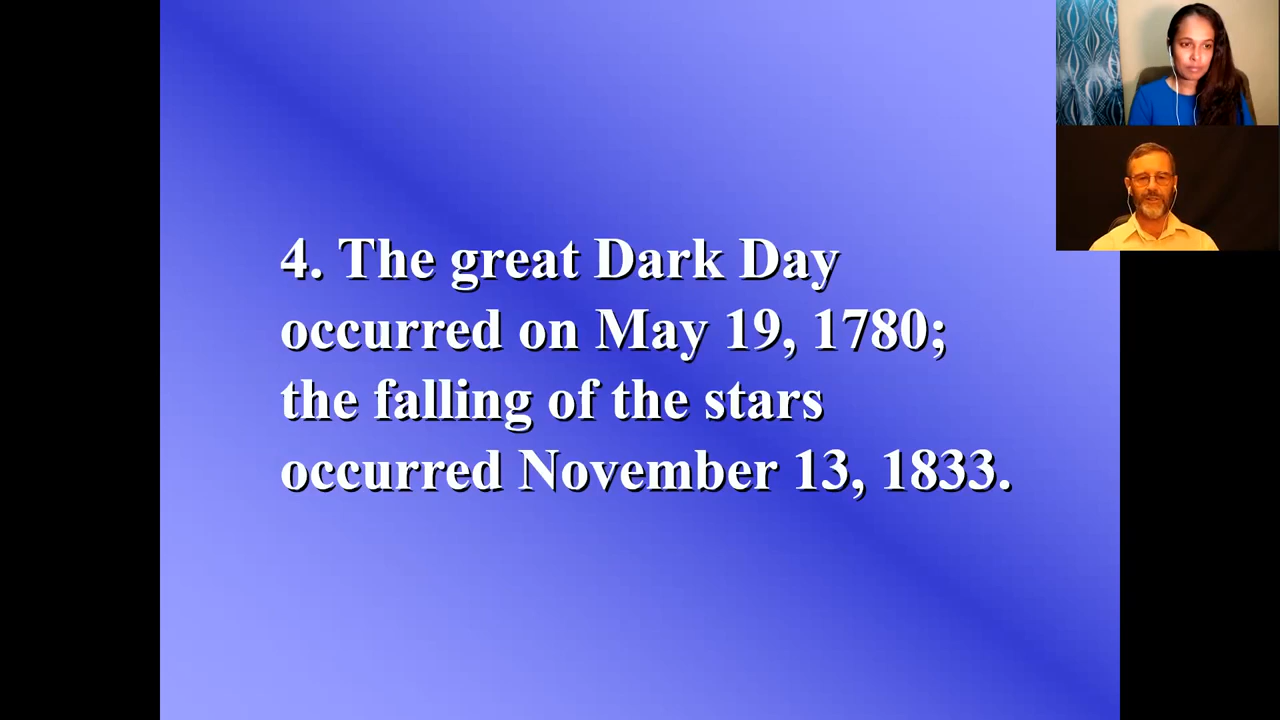 4. The great Dark Day
occurred on May 19, 1780;
the falling of the stars
occurred November 13, 1833.